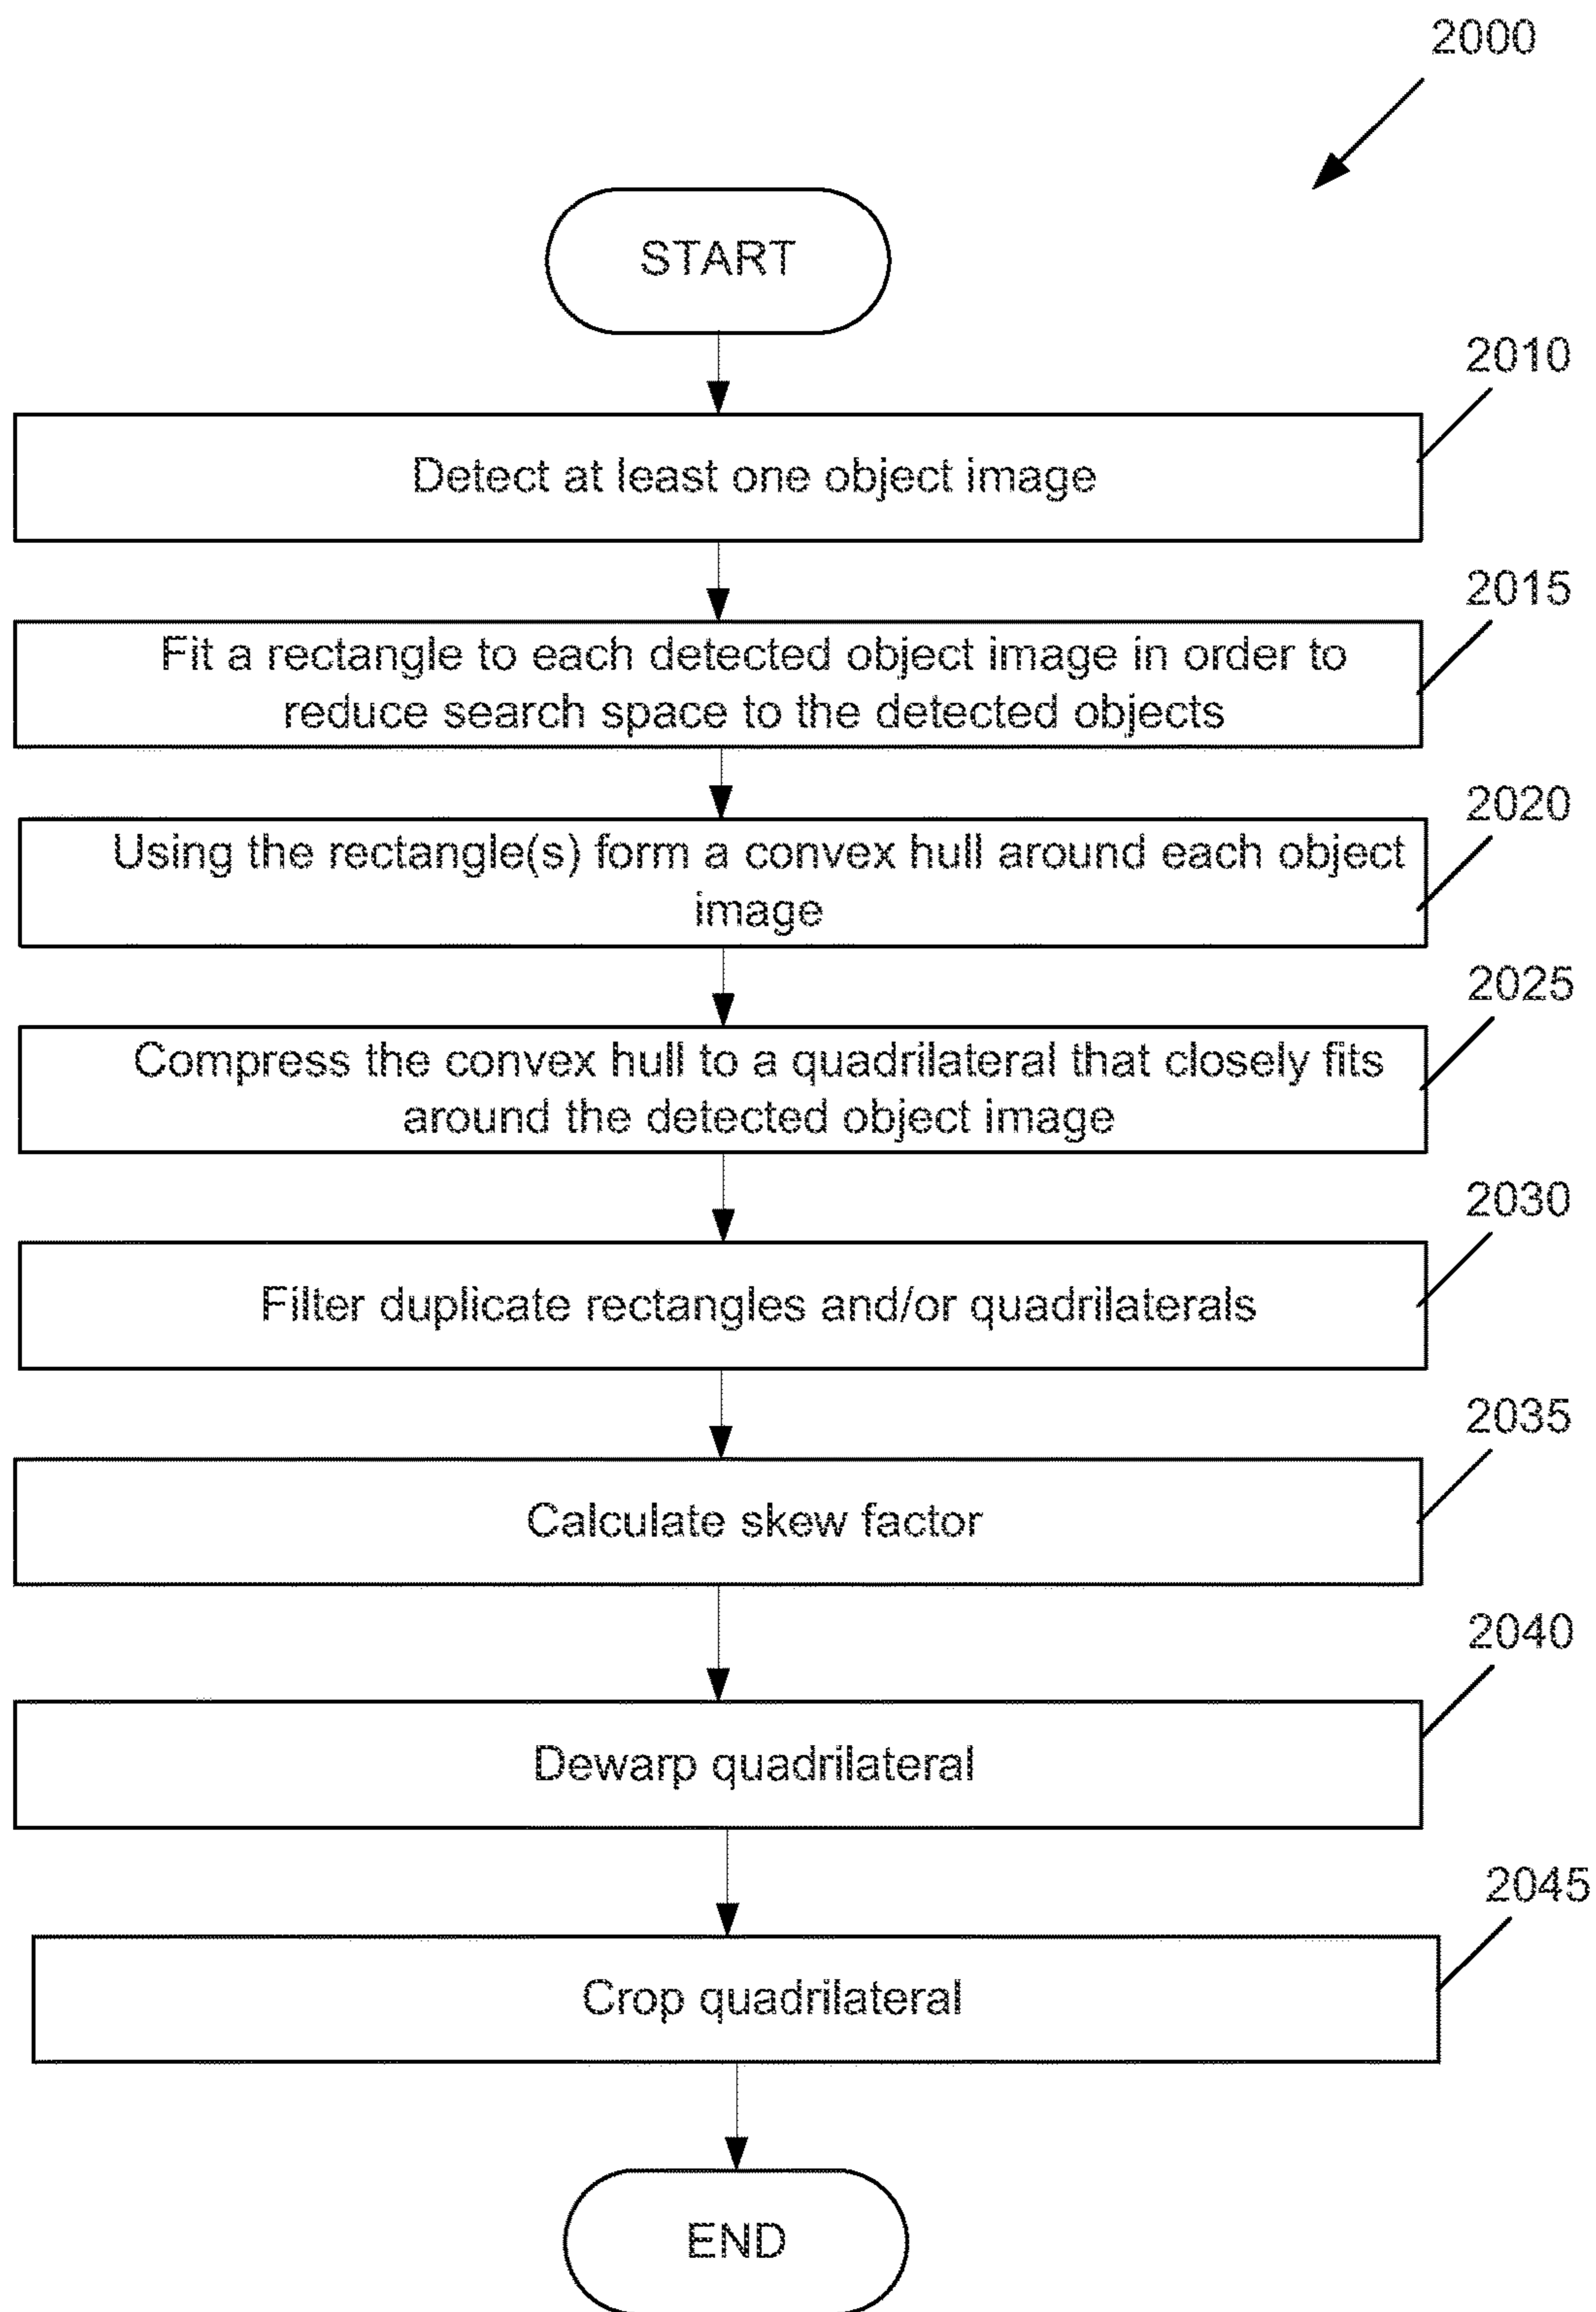 2000
START
2010
Detect at least one object image
2015
Fit a rectangle to each detected object image in order to
reduce search space to the detected objects
2020
Using the rectangle(s) form a convex hull around each object
image
2025
Compress the convex hull to a quadrilateral that closely fits
around the detected object image
2030
Filter duplicate rectangles and/or quadrilaterals
2035
Calculate skew factor
2040
Dewarp quadrilateral
2045
Crop quadrilateral
END